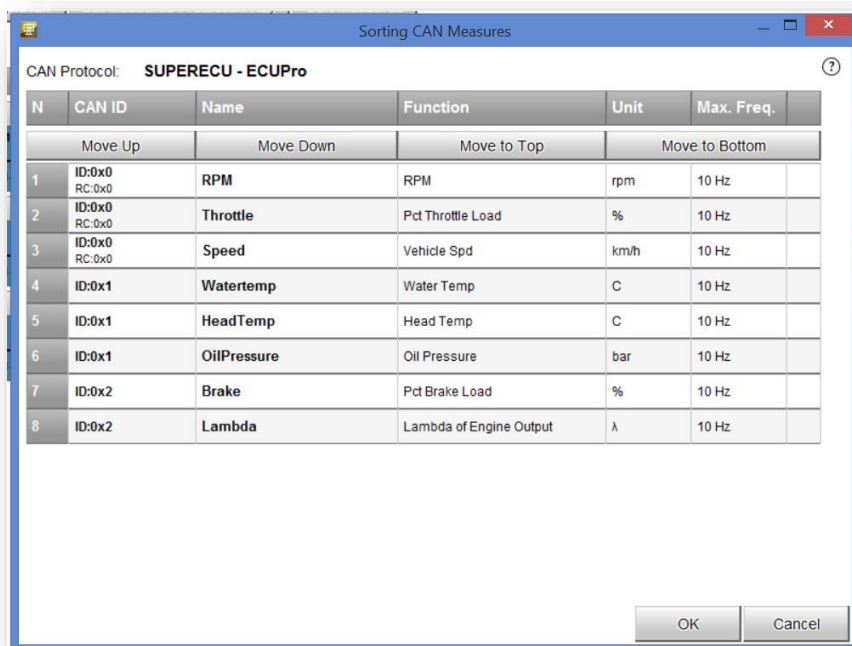 Sorting CAN Measures
CAN Protocol: SUPERECU - ECUPro
?
N CAN ID Name Function Unit Max. Freq.
Move Up Move Down Move to Top Move to Bottom
1 ID:0x0 RC:0x0 RPM RPM rpm 10 Hz
2 ID:0x0 RC:0x0 Throttle Pct Throttle Load % 10 Hz
3 ID:0x0 RC:0x0 Speed Vehicle Spd km/h 10 Hz
4 ID:0x1 Watertemp Water Temp C 10 Hz
5 ID:0x1 HeadTemp Head Temp C 10 Hz
6 ID:0x1 OilPressure Oil Pressure bar 10 Hz
7 ID:0x2 Brake Pct Brake Load % 10 Hz
8 ID:0x2 Lambda Lambda of Engine Output λ 10 Hz
OK Cancel